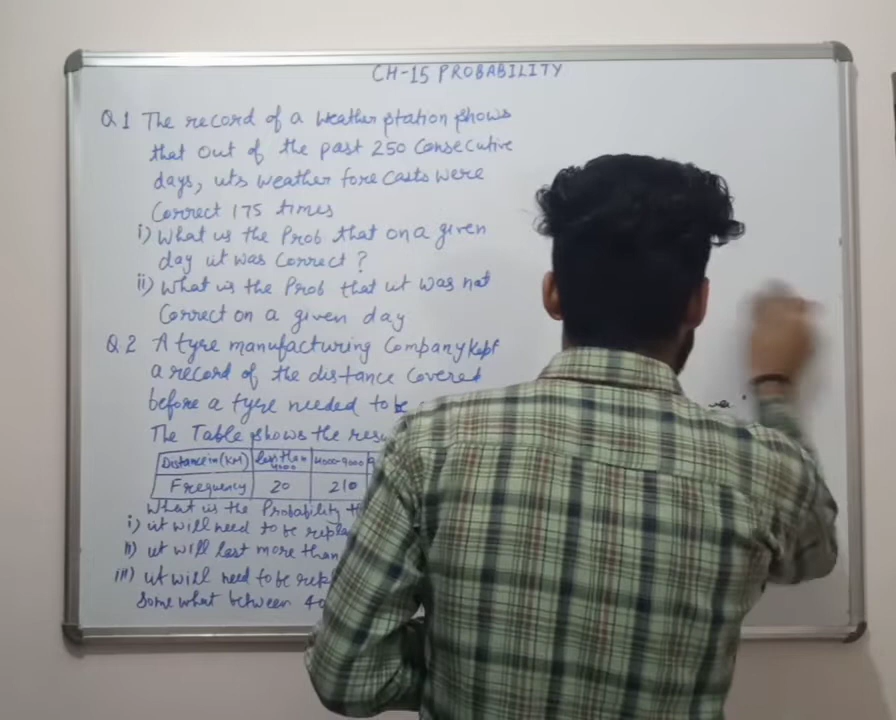 CH-15 PROBABILITY
Q1 The record of a weather station shows
that out of the past 250 consecutive
days, its weather forecasts were
correct 175 times
i) What is the Prob that on a given
day it was correct?
ii) What is the Prob that it was not
correct on a given day
Q.2 A tyre manufacturing company kept
a record of the distance covered
before a tyre needed to be
The Table shows the
Distance in (KM) less than 4000 4000-9000
Frequency 20 210
What is the Probability
i) it will need to be
ii) it will last more than
iii) it will need to be
Some what between